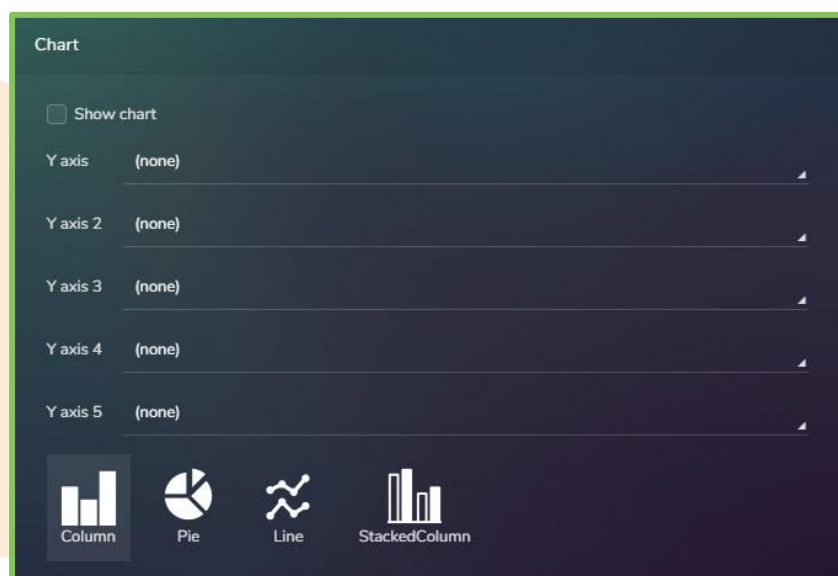 Chart
Show chart
Y axis (none)
Y axis 2 (none)
Y axis 3 (none)
Y axis 4 (none)
Y axis 5 (none)
Column Pie Line StackedColumn